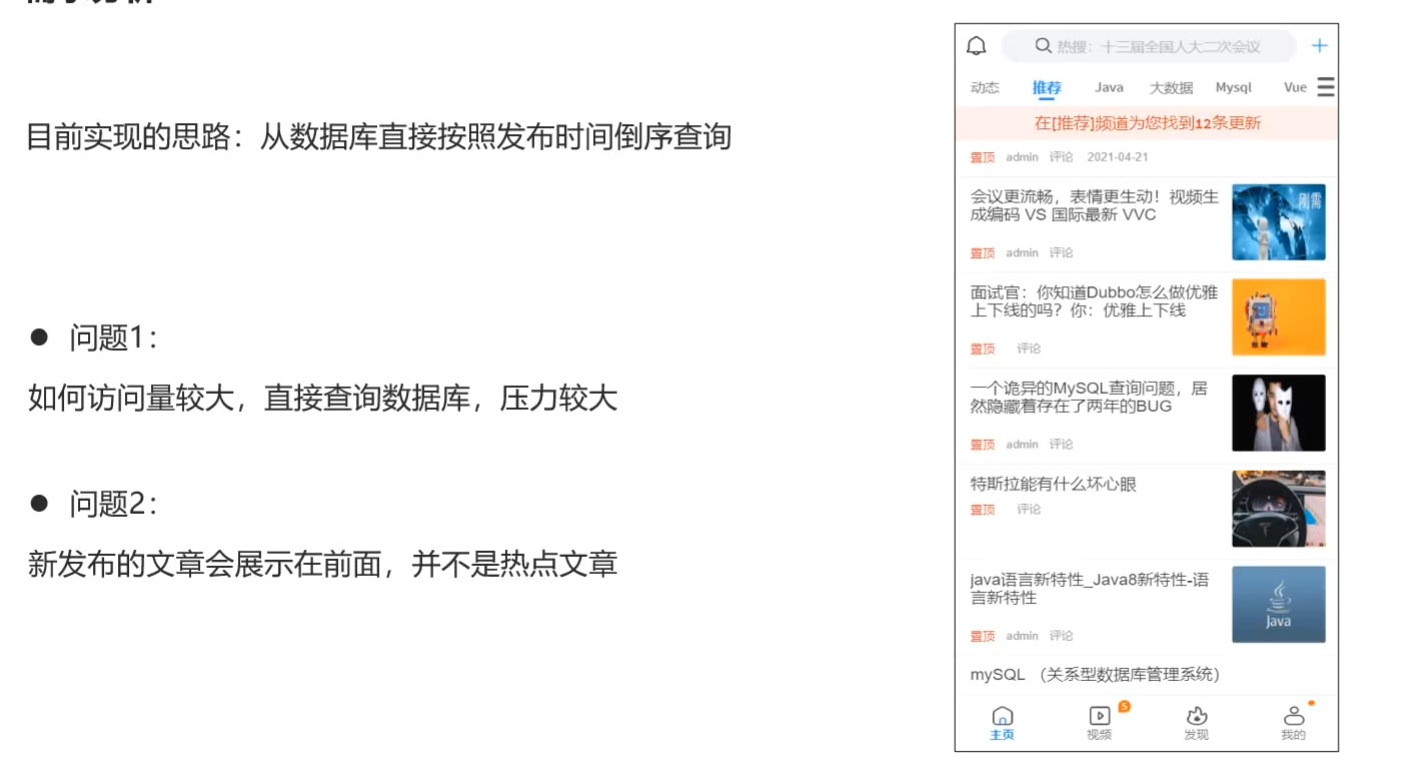 需求分析
目前实现的思路：从数据库直接按照发布时间倒序查询
● 问题1：
如何访问量较大，直接查询数据库，压力较大
● 问题2：
新发布的文章会展示在前面，并不是热点文章
热搜：十三届全国人大二次会议
动态 推荐 Java 大数据 Mysql Vue
在[推荐]频道为您找到12条更新
置顶 admin 评论 2021-04-21
会议更流畅，表情更生动！视频生
成编码 VS 国际最新 VVC
刚需
置顶 admin 评论
面试官：你知道Dubbo怎么做优雅
上下线的吗？你：优雅上下线
置顶 评论
一个诡异的MySQL查询问题，居
然隐藏着存在了两年的BUG
置顶 admin 评论
特斯拉能有什么坏心眼
置顶 评论
java语言新特性_Java8新特性-语
言新特性
Java
置顶 admin 评论
mySQL （关系型数据库管理系统）
5
主页 视频 发现 我的